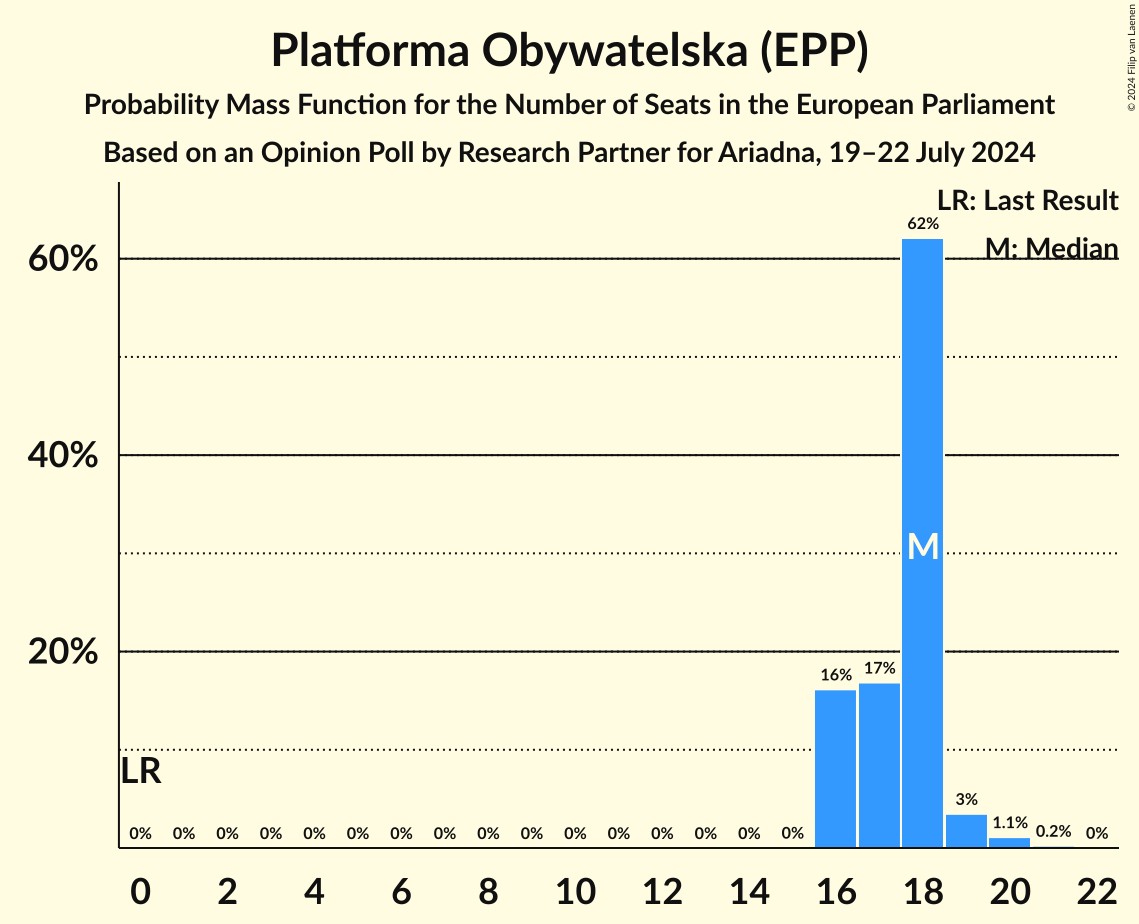 Platforma Obywatelska (EPP)
Probability Mass Function for the Number of Seats in the European Parliament
Based on an Opinion Poll by Research Partner for Ariadna, 19–22 July 2024
© 2024 Filip van Laenen
LR: Last Result
M: Median
60%
40%
20%
62%
M
16%
17%
3%
1.1%
0.2%
0%
LR
0% 0% 0% 0% 0% 0% 0% 0% 0% 0% 0% 0% 0% 0% 0% 0%
0 2 4 6 8 10 12 14 16 18 20 22